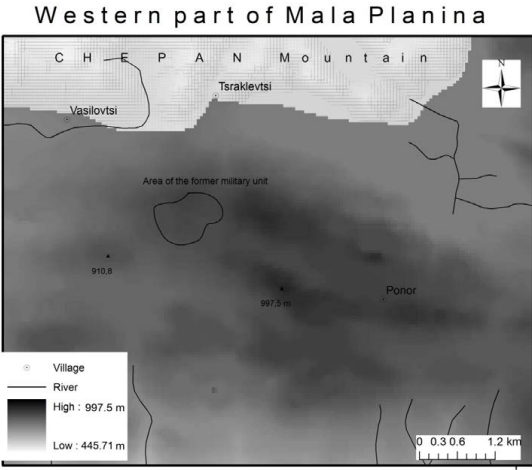 Western part of Mala Planina
CHEPAN Mountain
N
Tsraklevtsi
Vasilovtsi
Area of the former military unit
910,8
997,5 m
Ponor
Village
River
High : 997.5 m
Low : 445.71 m
0 0.3 0.6 1.2 km